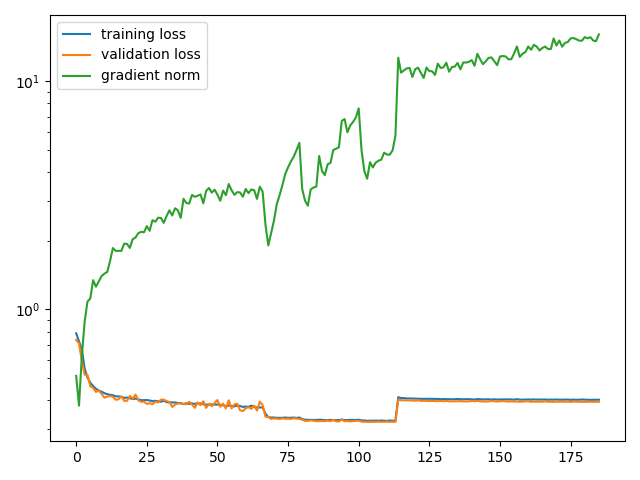 training loss
validation loss
gradient norm
10¹
10⁰
0 25 50 75 100 125 150 175